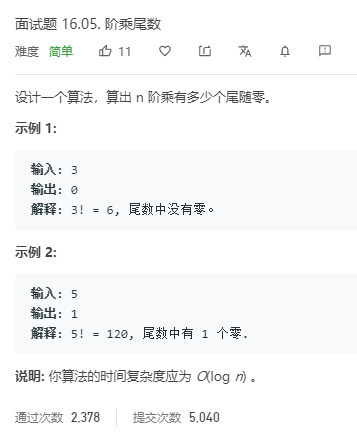 面试题 16.05. 阶乘尾数
难度 简单 11
设计一个算法，算出 n 阶乘有多少个尾随零。
示例 1:
输入: 3
输出: 0
解释: 3! = 6, 尾数中没有零。
示例 2:
输入: 5
输出: 1
解释: 5! = 120, 尾数中有 1 个零.
说明: 你算法的时间复杂度应为 O(log n) 。
通过次数 2,378 提交次数 5,040